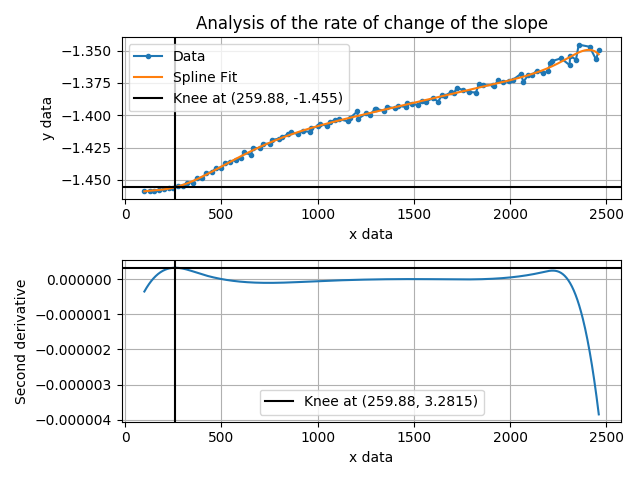 Analysis of the rate of change of the slope
−1.350
−1.375
−1.400
−1.425
−1.450
y data
Data
Spline Fit
Knee at (259.88, -1.455)
0
500
1000
1500
2000
2500
x data
0.000000
−0.000001
−0.000002
−0.000003
−0.000004
Second derivative
Knee at (259.88, 3.2815)
0
500
1000
1500
2000
2500
x data